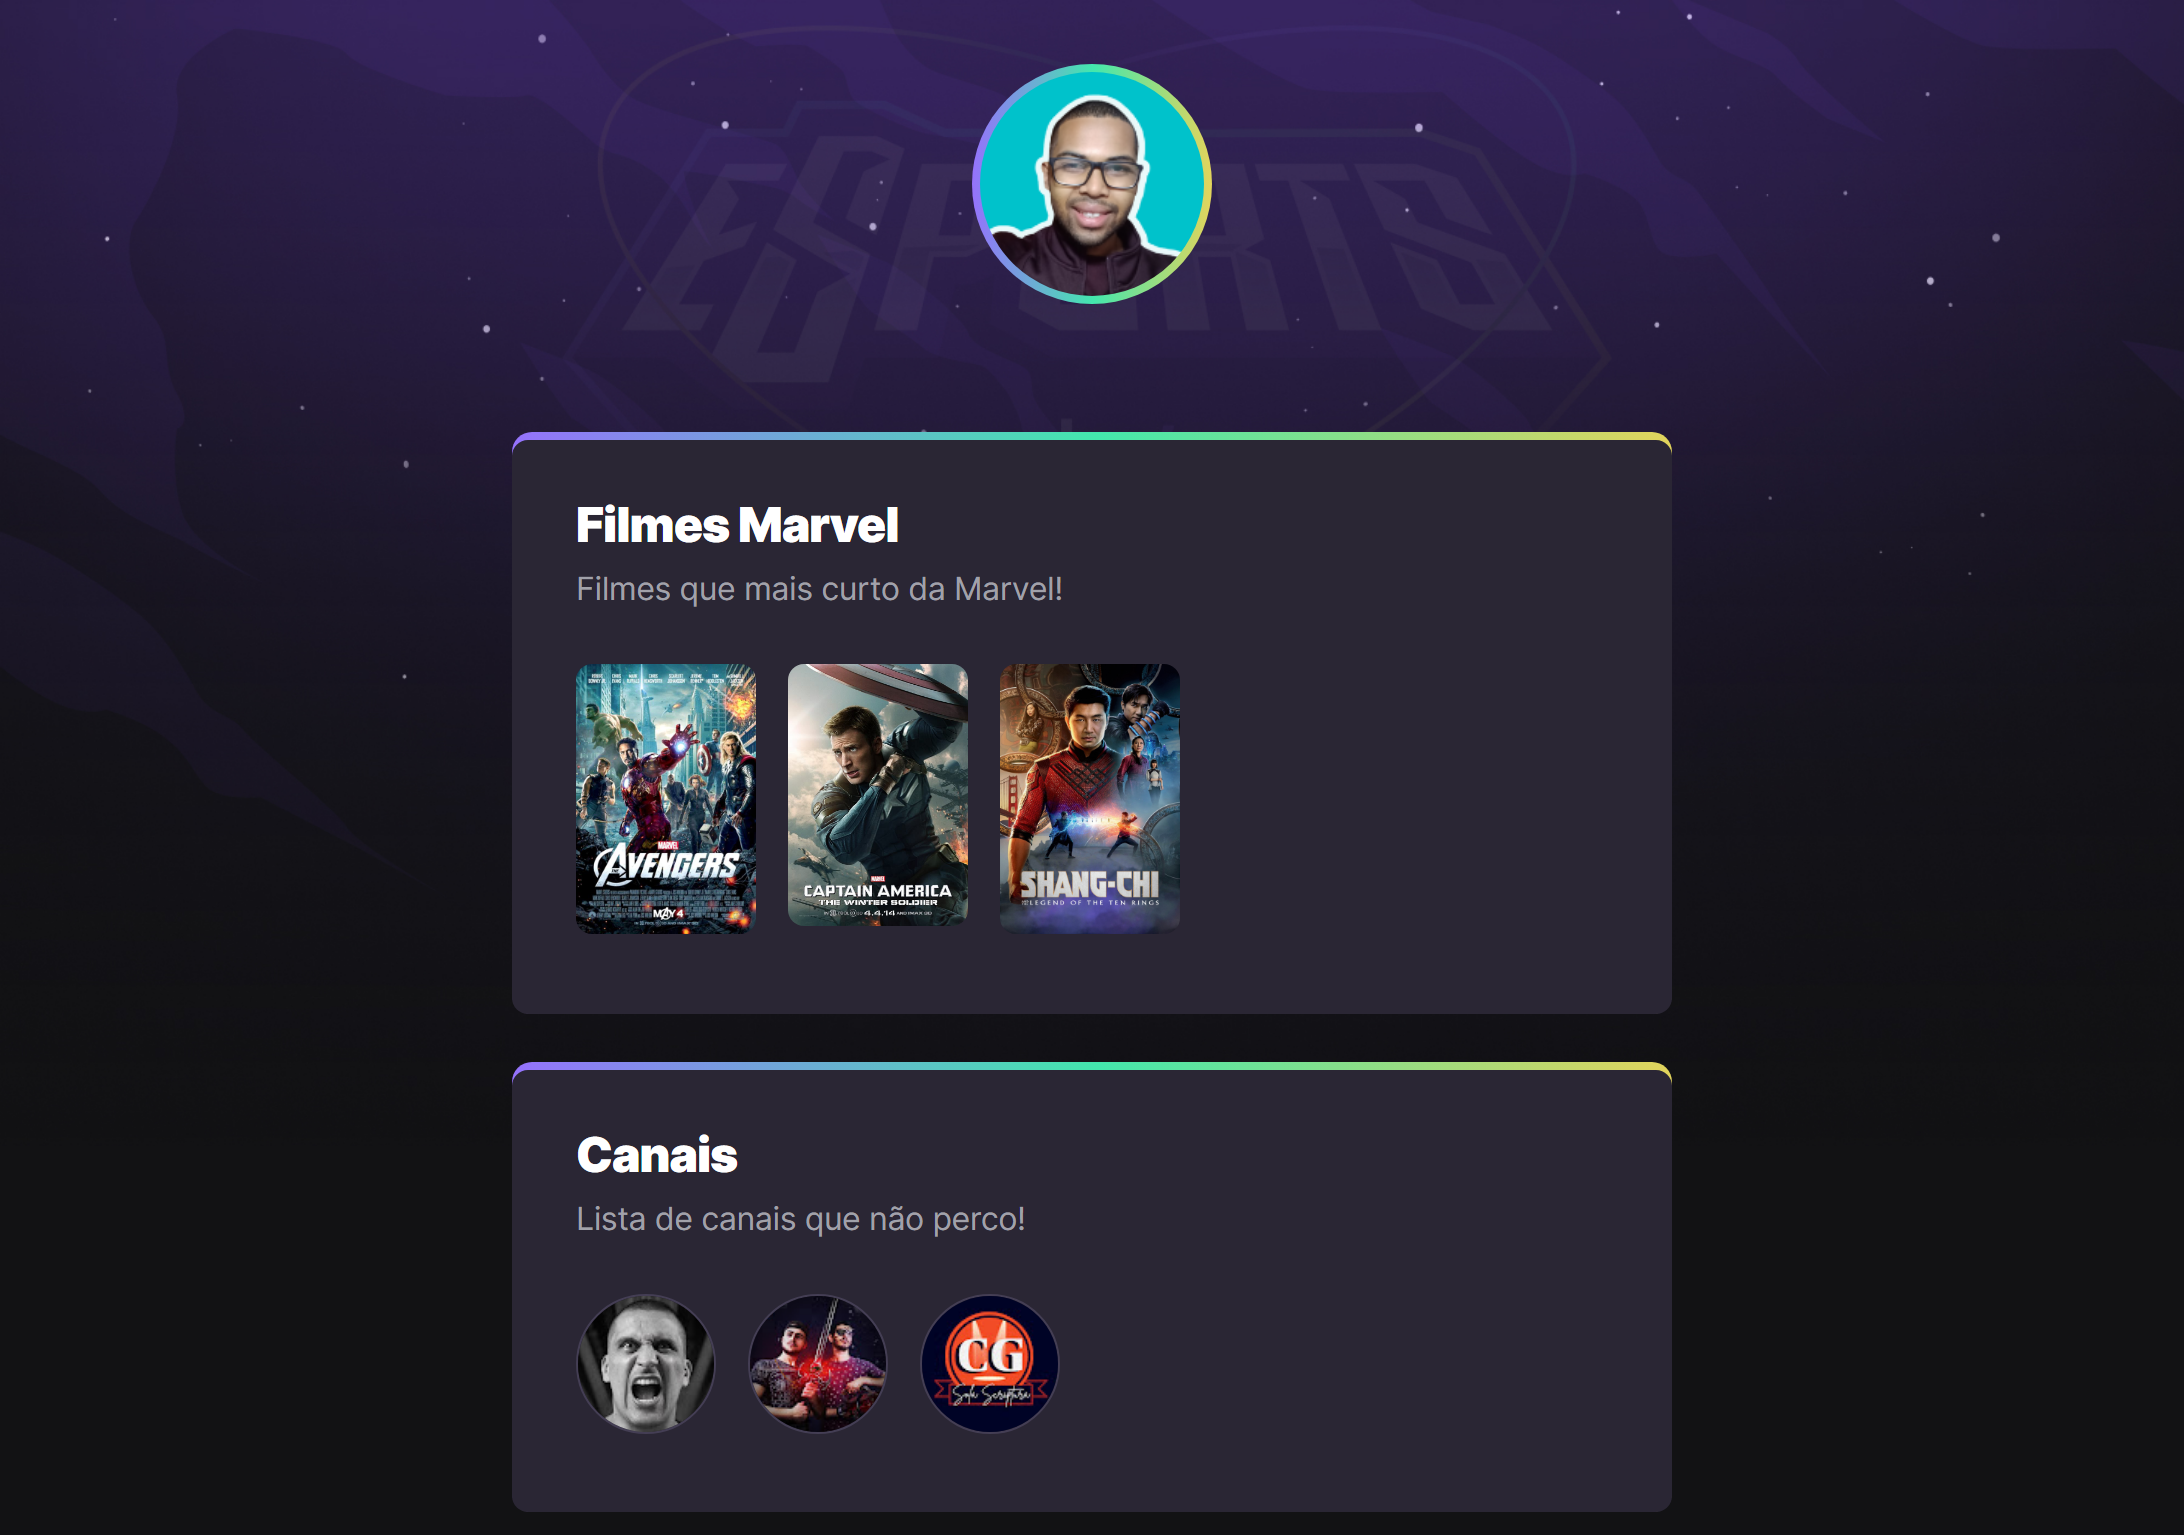 ESPORTS
Filmes Marvel
Filmes que mais curto da Marvel!
MARVEL
AVENGERS
MAY 4
MARVEL
CAPTAIN AMERICA
THE WINTER SOLDIER
4.4.14
SHANG-CHI
LEGEND OF THE TEN RINGS
Canais
Lista de canais que não perco!
CG
Sola Scriptura